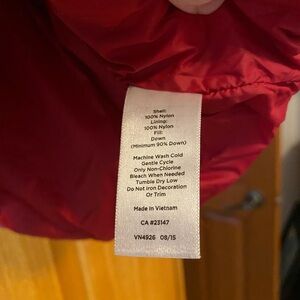 Shell:
100% Nylon
Lining:
100% Nylon
Fill:
Down
(Minimum 90% Down)
Machine Wash Cold
Gentle Cycle
Only Non-Chlorine
Bleach When Needed
Tumble Dry Low
Do Not Iron Decoration
Or Trim
Made in Vietnam
CA #23147
VN4926 08/15